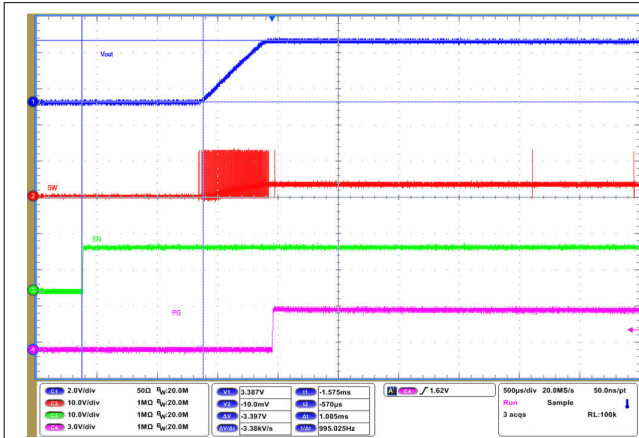 Vout
1
SW
2
EN
3
PG
4
C1 2.0V/div 50Ω BW:20.0M
C2 10.0V/div 1MΩ BW:20.0M
C3 10.0V/div 1MΩ BW:20.0M
C4 3.0V/div 1MΩ BW:20.0M
V1 3.387V t1 -1.575ms
V2 -10.0mV t2 -570µs
ΔV -3.397V Δt 1.005ms
ΔV/Δt -3.38kV/s 1/Δt 995.025Hz
A' C4 1.62V
500µs/div 20.0MS/s 50.0ns/pt
Run Sample
3 acqs RL:100k